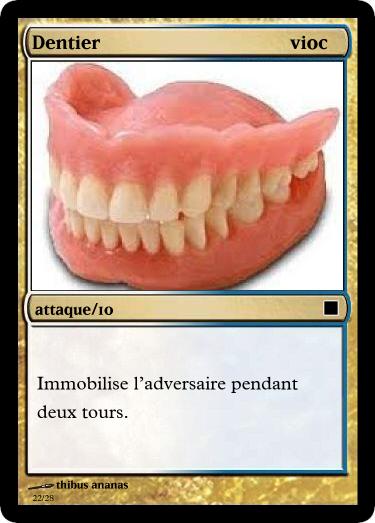 Dentier vioc
attaque/10
Immobilise l'adversaire pendant
deux tours.
thibus ananas
22/28